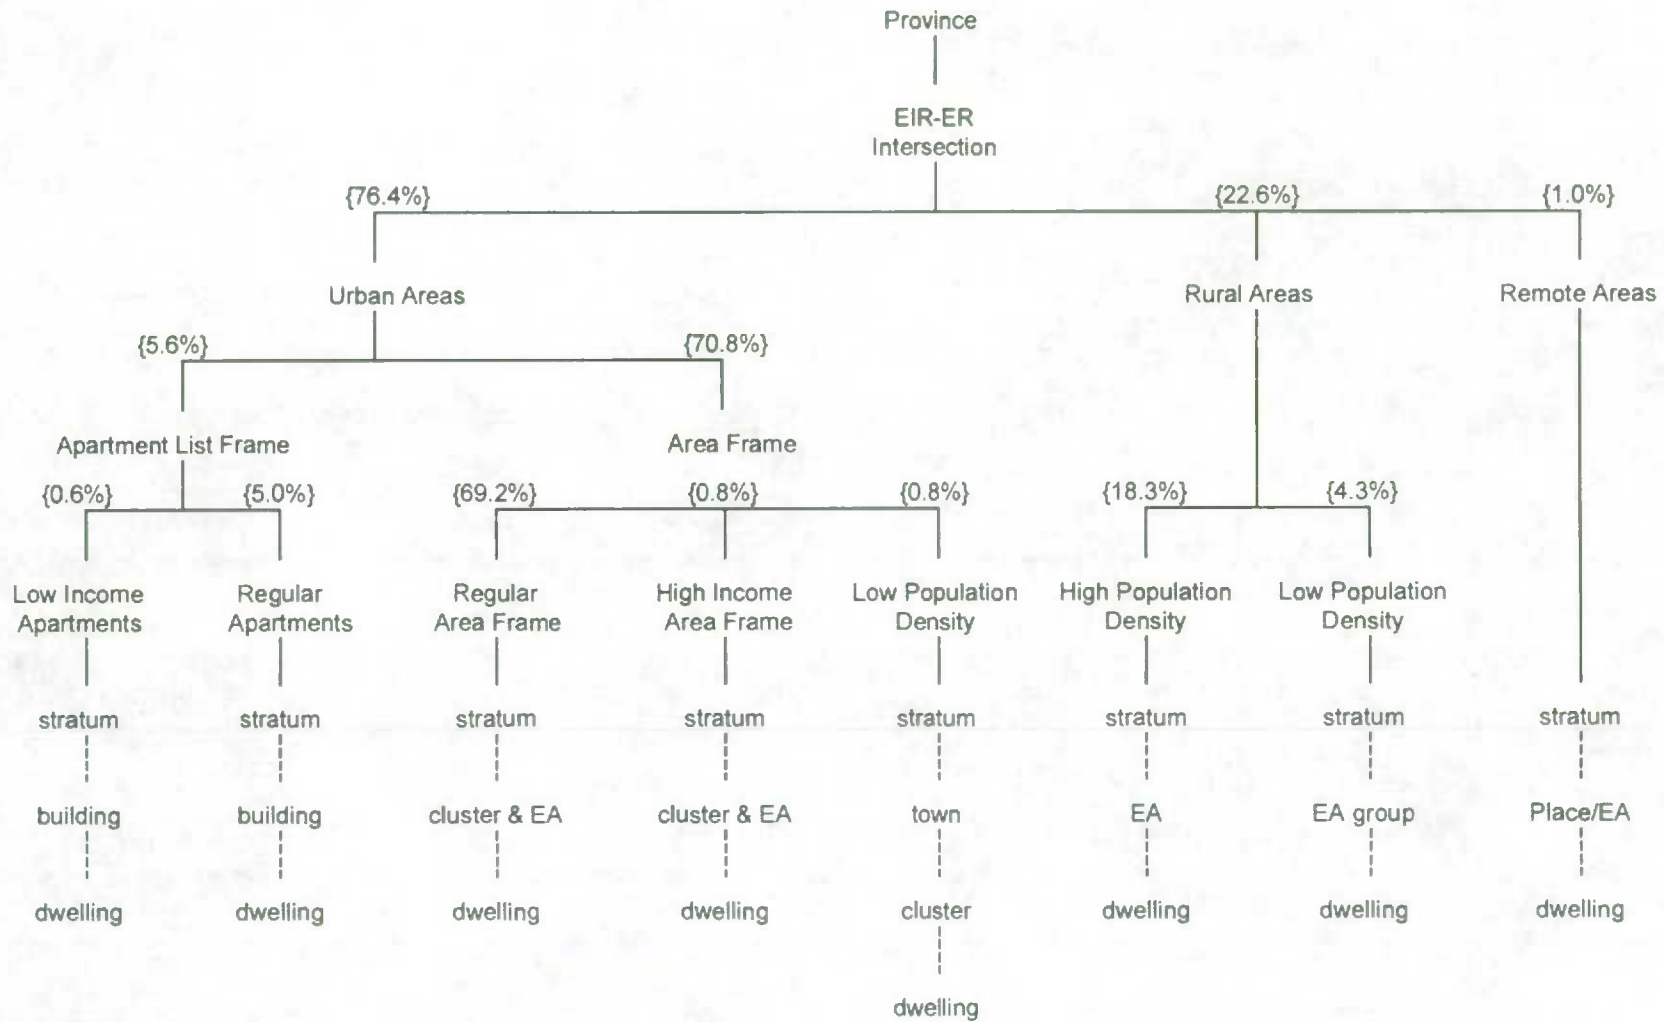 Province
EIR-ER
Intersection
{76.4%} {22.6%} {1.0%}
Urban Areas Rural Areas Remote Areas
{5.6%} {70.8%}
Apartment List Frame Area Frame
{0.6%} {5.0%} {69.2%} {0.8%} {0.8%} {18.3%} {4.3%}
Low Income Regular Regular High Income Low Population High Population Low Population
Apartments Apartments Area Frame Area Frame Density Density Density
stratum stratum stratum stratum stratum stratum stratum stratum
building building cluster & EA cluster & EA town EA EA group Place/EA
dwelling dwelling dwelling dwelling cluster dwelling dwelling dwelling
dwelling